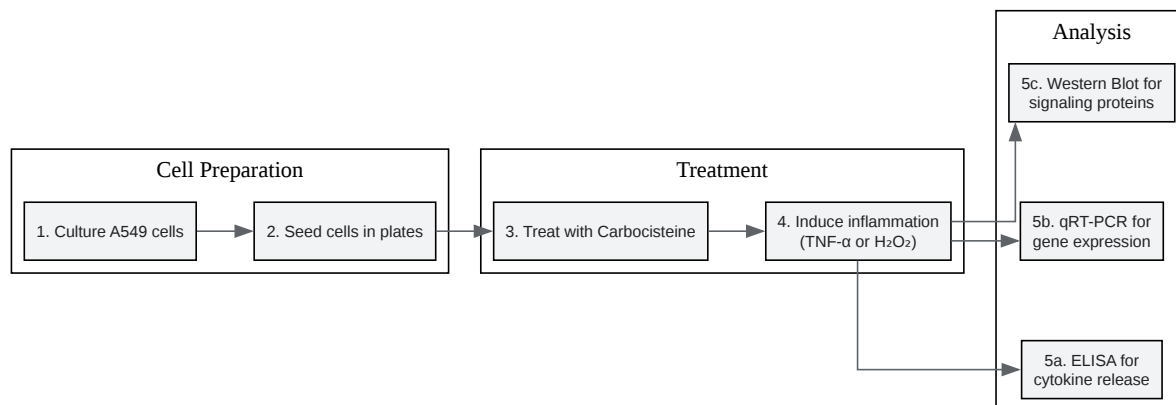 Cell Preparation
1. Culture A549 cells
2. Seed cells in plates
Treatment
3. Treat with Carbocisteine
4. Induce inflammation
(TNF-α or H₂O₂)
Analysis
5c. Western Blot for
signaling proteins
5b. qRT-PCR for
gene expression
5a. ELISA for
cytokine release